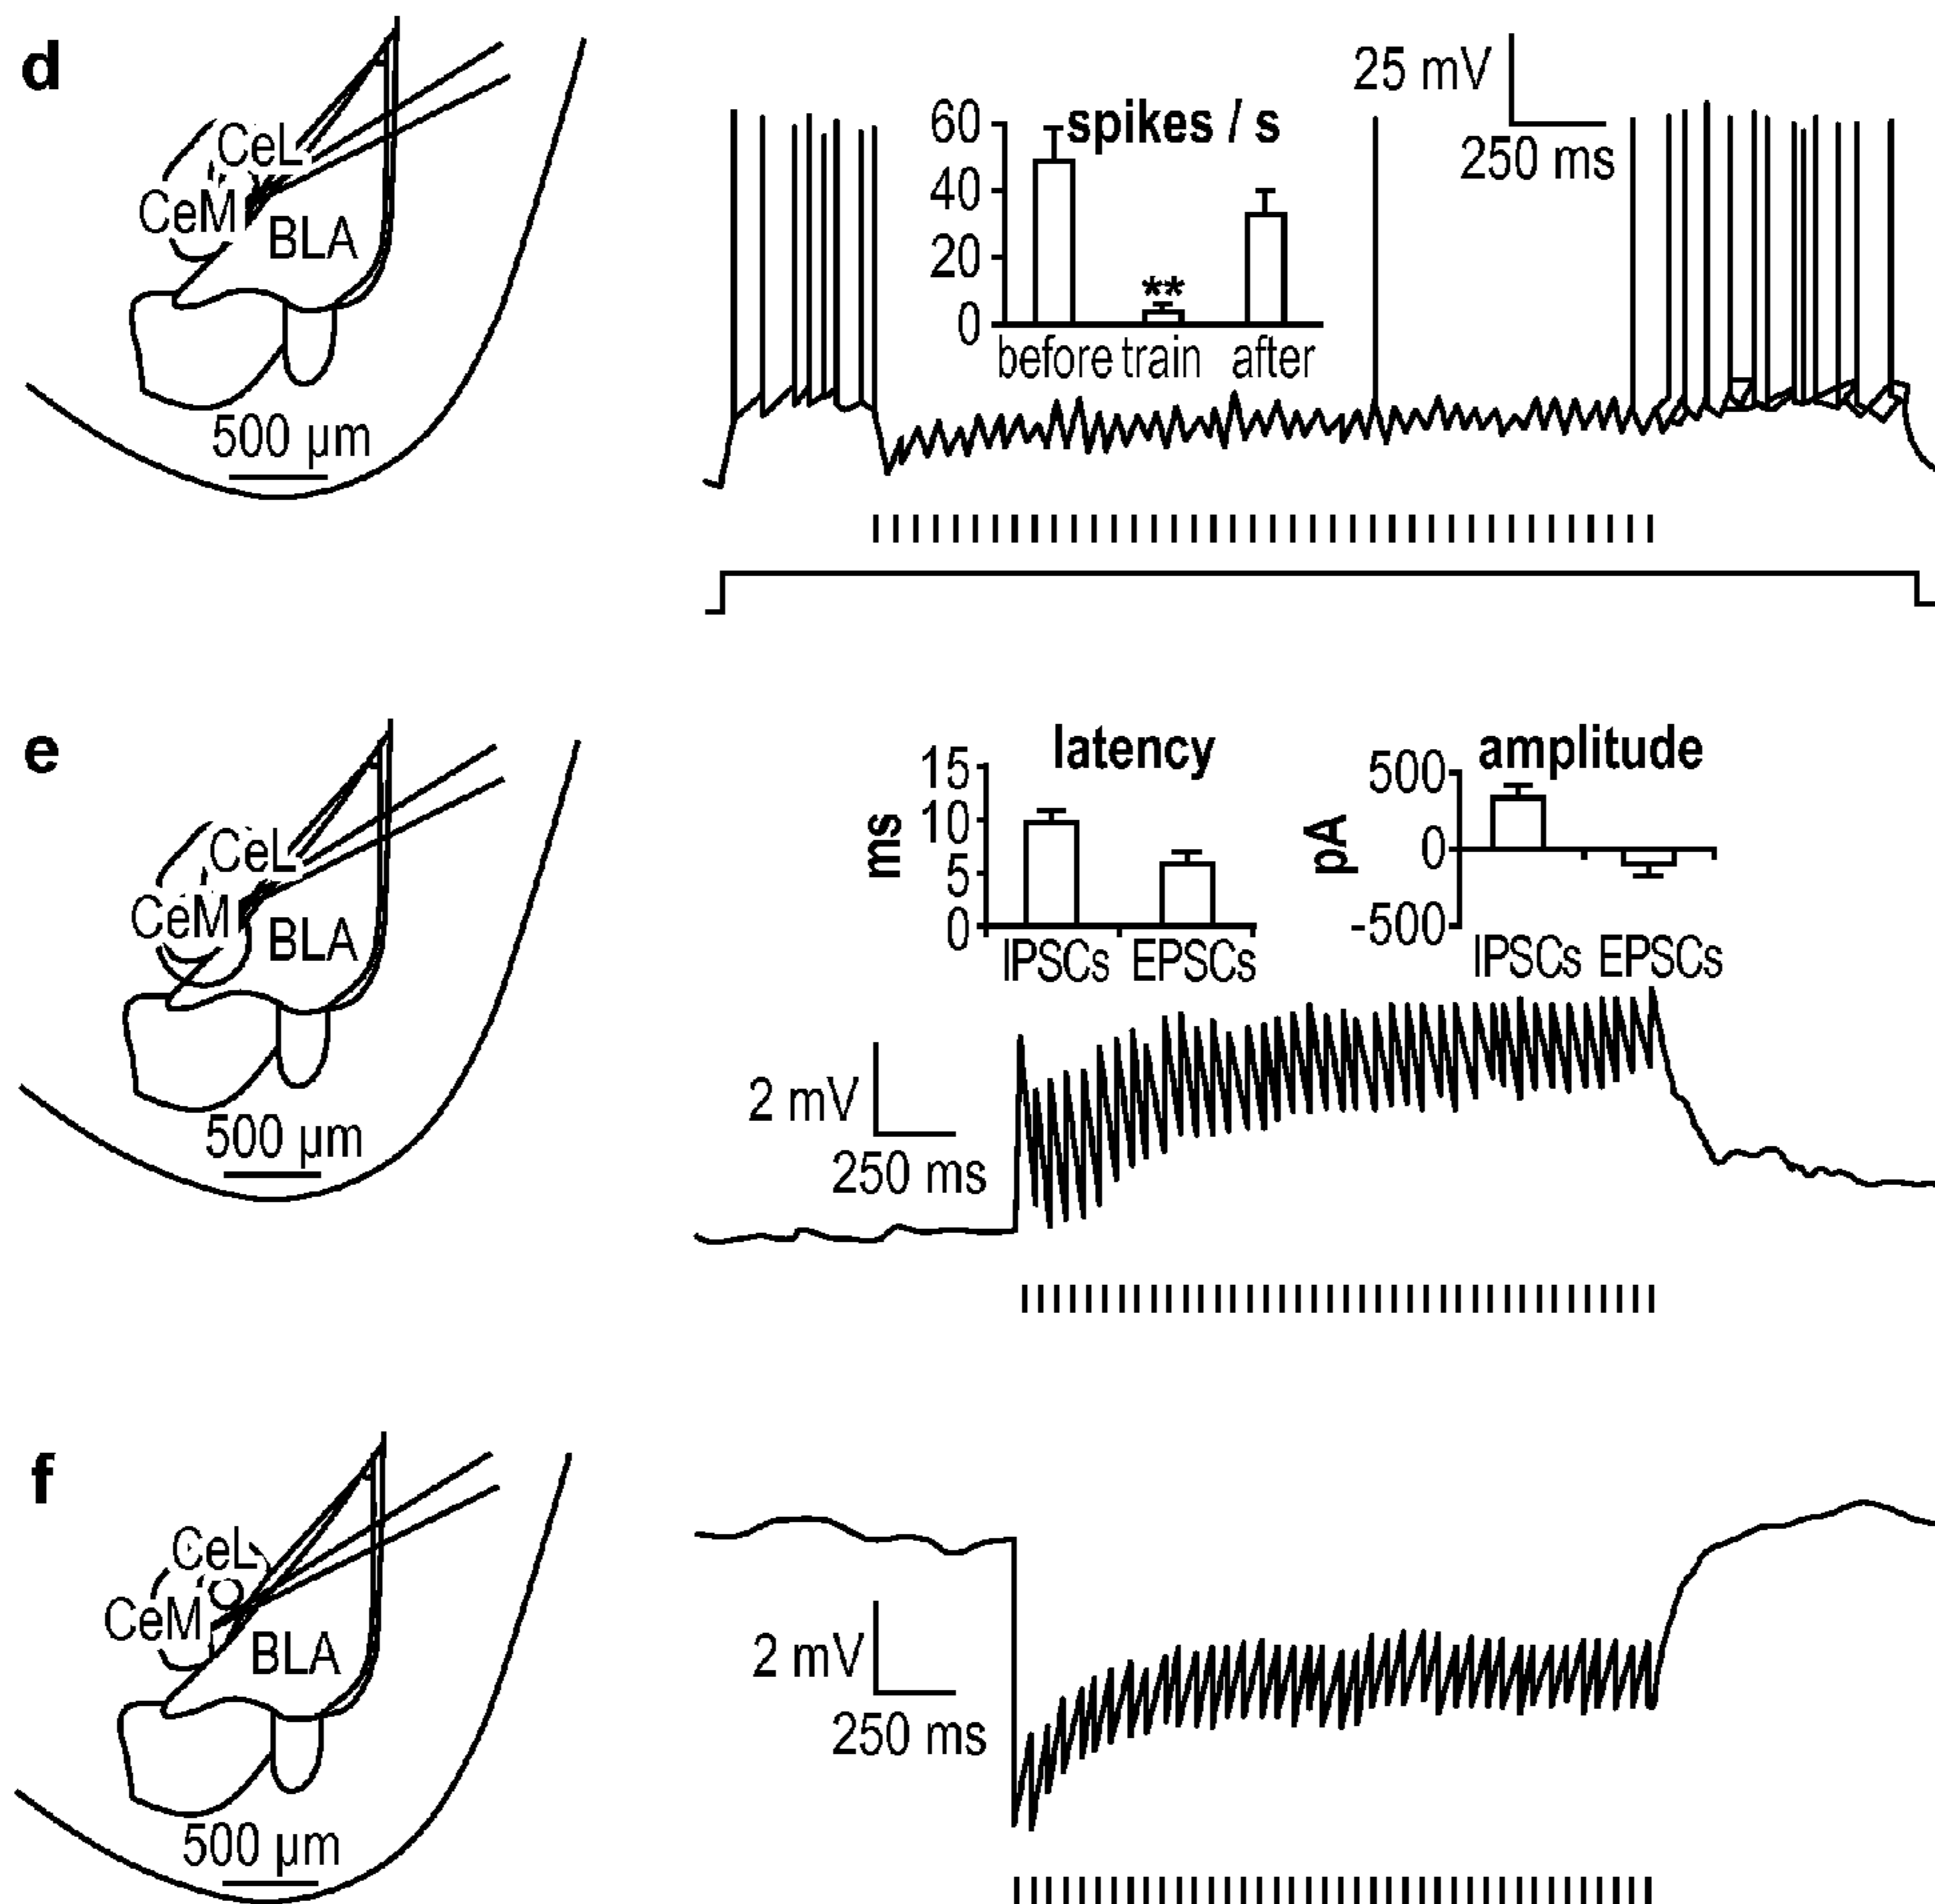 d
CeL
CeM
BLA
500 µm
60
40
20
0
spikes / s
**
before train after
25 mV
250 ms
e
CeL
CeM
BLA
500 µm
latency
ms
15
10
5
0
IPSCs EPSCs
amplitude
pA
500
0
-500
IPSCs EPSCs
2 mV
250 ms
f
CeL
CeM
BLA
500 µm
2 mV
250 ms